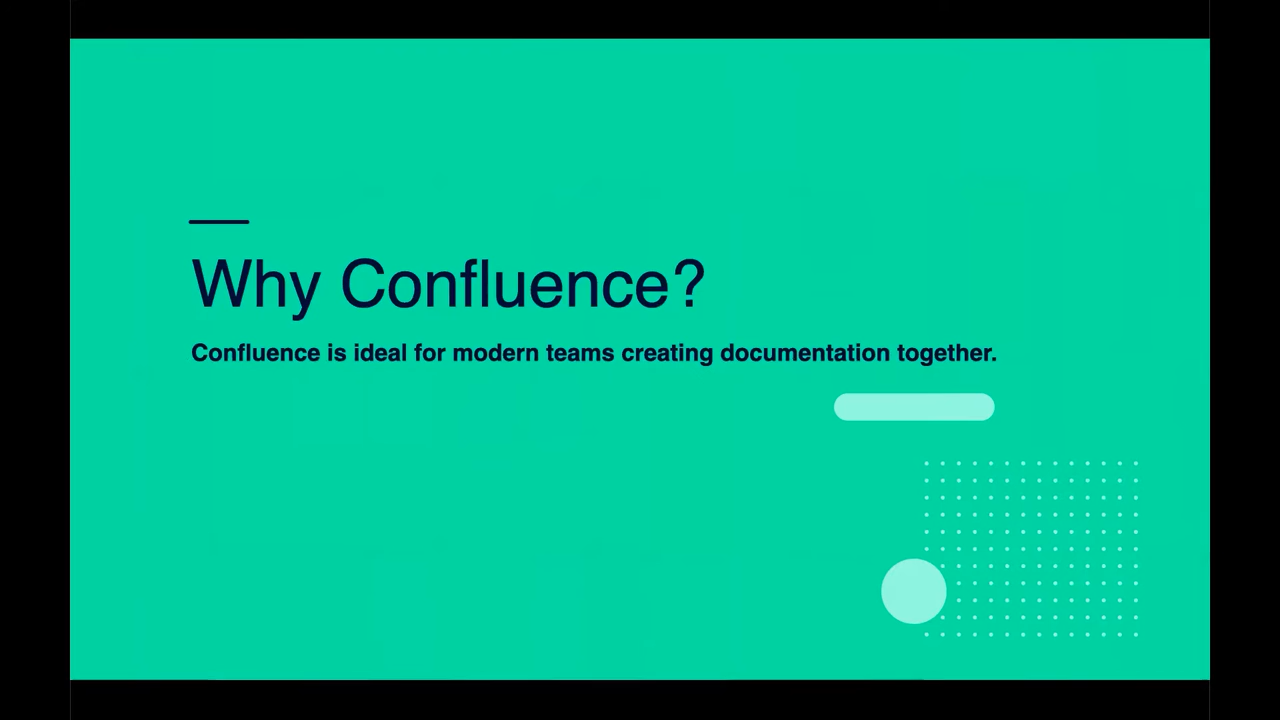 Why Confluence?
Confluence is ideal for modern teams creating documentation together.